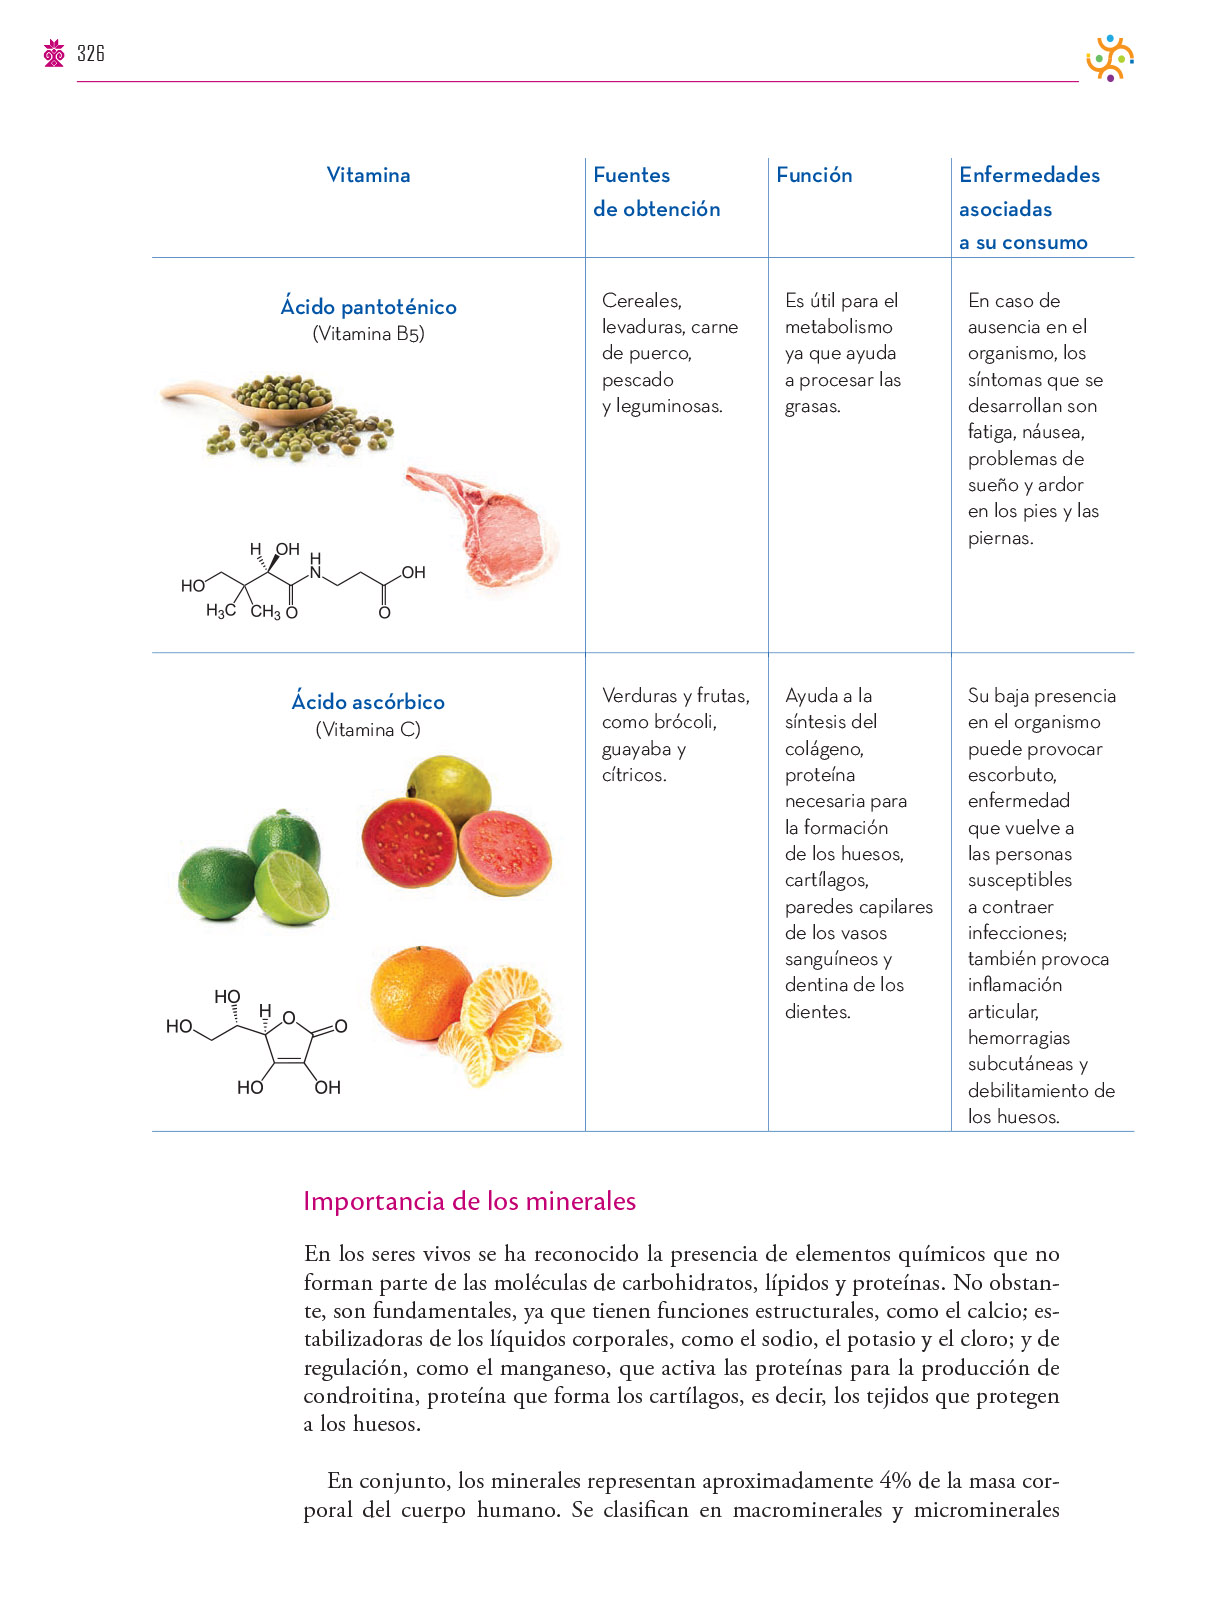 326
Vitamina
Fuentes
de obtención
Función
Enfermedades
asociadas
a su consumo
Ácido pantoténico
(Vitamina B5)
H OH
H
N
HO
OH
H3C CH3 O
O
Cereales,
levaduras, carne
de puerco,
pescado
y leguminosas.
Es útil para el
metabolismo
ya que ayuda
a procesar las
grasas.
En caso de
ausencia en el
organismo, los
síntomas que se
desarrollan son
fatiga, náusea,
problemas de
sueño y ardor
en los pies y las
piernas.
Ácido ascórbico
(Vitamina C)
HO
H
O
HO
O
HO
OH
Verduras y frutas,
como brócoli,
guayaba y
cítricos.
Ayuda a la
síntesis del
colágeno,
proteína
necesaria para
la formación
de los huesos,
cartílagos,
paredes capilares
de los vasos
sanguíneos y
dentina de los
dientes.
Su baja presencia
en el organismo
puede provocar
escorbuto,
enfermedad
que vuelve a
las personas
susceptibles
a contraer
infecciones;
también provoca
inflamación
articular,
hemorragias
subcutáneas y
debilitamiento de
los huesos.
Importancia de los minerales
En los seres vivos se ha reconocido la presencia de elementos químicos que no
forman parte de las moléculas de carbohidratos, lípidos y proteínas. No obstan-
te, son fundamentales, ya que tienen funciones estructurales, como el calcio; es-
tabilizadoras de los líquidos corporales, como el sodio, el potasio y el cloro; y de
regulación, como el manganeso, que activa las proteínas para la producción de
condroitina, proteína que forma los cartílagos, es decir, los tejidos que protegen
a los huesos.
En conjunto, los minerales representan aproximadamente 4% de la masa cor-
poral del cuerpo humano. Se clasifican en macrominerales y microminerales